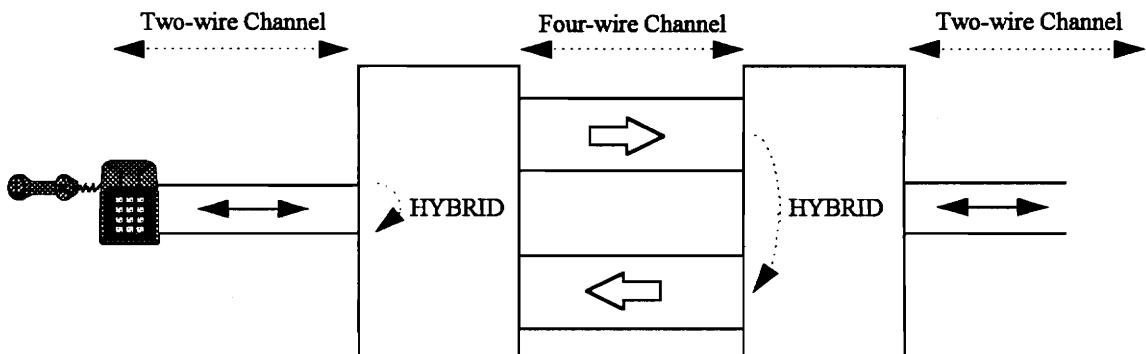 Two-wire Channel
Four-wire Channel
Two-wire Channel
HYBRID
HYBRID